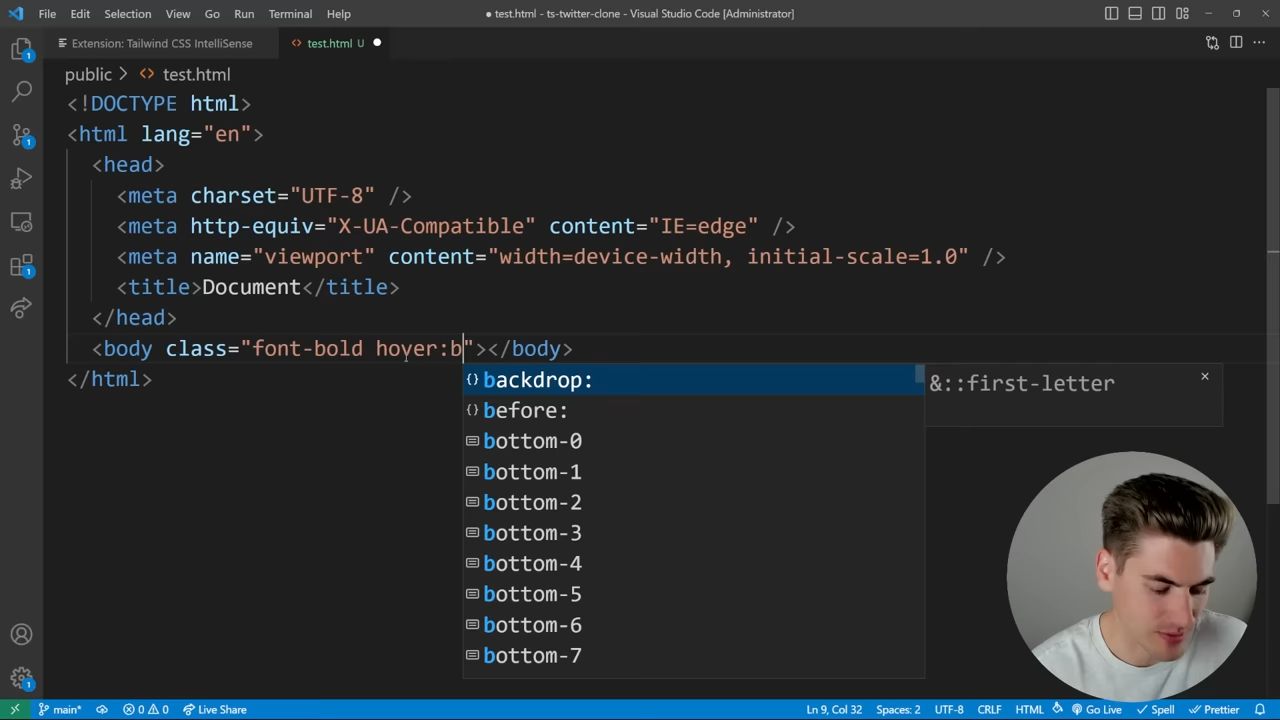 File Edit Selection View Go Run Terminal Help
● test.html - ts-twitter-clone - Visual Studio Code [Administrator]
Extension: Tailwind CSS IntelliSense
test.html U
public > test.html
<!DOCTYPE html>
<html lang="en">
<head>
<meta charset="UTF-8" />
<meta http-equiv="X-UA-Compatible" content="IE=edge" />
<meta name="viewport" content="width=device-width, initial-scale=1.0" />
<title>Document</title>
</head>
<body class="font-bold hover:b"></body>
</html>
backdrop:
&::first-letter
before:
bottom-0
bottom-1
bottom-2
bottom-3
bottom-4
bottom-5
bottom-6
bottom-7
main* 0 0 Live Share Ln 9, Col 32 Spaces: 2 UTF-8 CRLF HTML Go Live Spell Prettier